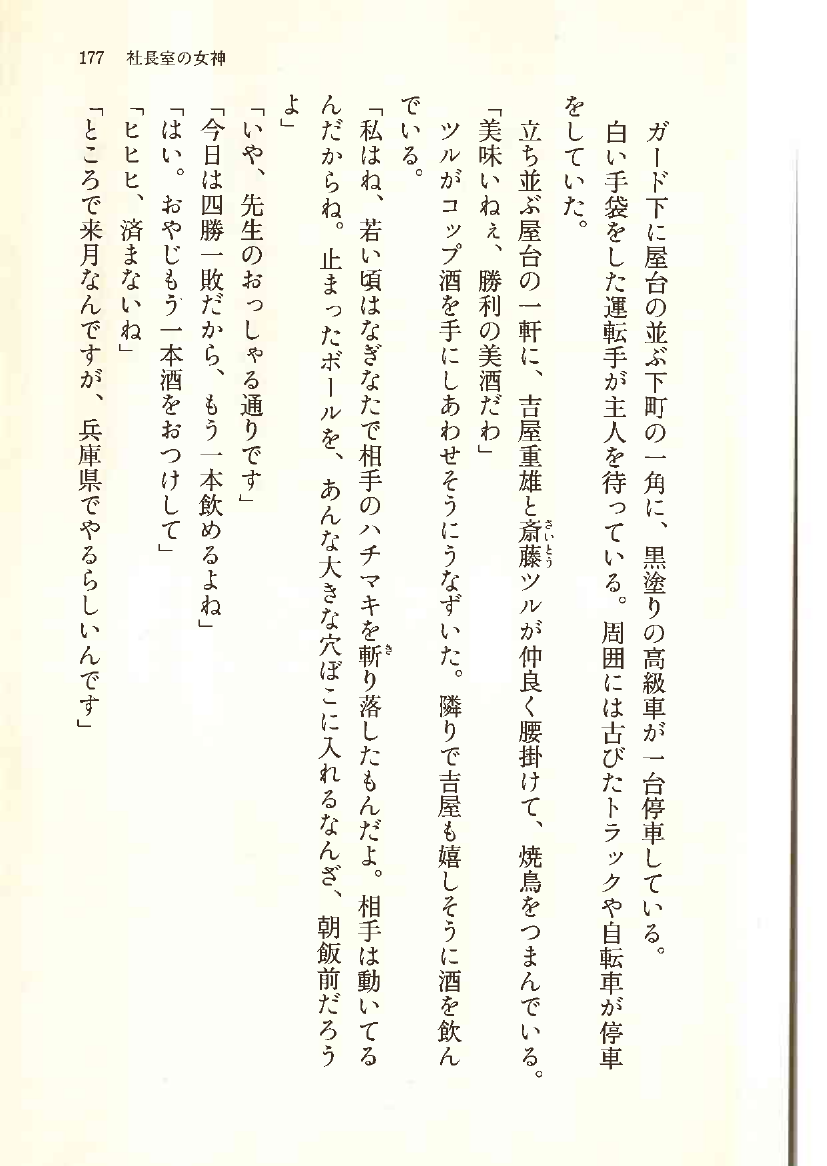 177 社長室の女神
ガード下に屋台の並ぶ下町の一角に、黒塗りの高級車が一台停車している。
白い手袋をした運転手が主人を待っている。周囲には古びたトラックや自転車が停車
をしていた。
立ち並ぶ屋台の一軒に、吉屋重雄と斎藤ツルが仲良く腰掛けて、焼鳥をつまんでいる。
さいとう
「美味いねぇ、勝利の美酒だわ」
ツルがコップ酒を手にしあわせそうにうなずいた。隣りで吉屋も嬉しそうに酒を飲ん
でいる。
「私はね、若い頃はなぎなたで相手のハチマキを斬り落したもんだよ。相手は動いてる
き
んだからね。止まったボールを、あんな大きな穴ぼこに入れるなんざ、朝飯前だろう
よ」
「いや、先生のおっしゃる通りです」
「今日は四勝一敗だから、もう一本飲めるよね」
「はい。おやじもう一本酒をおつけして」
「ヒヒヒ、済まないね」
「ところで来月なんですが、兵庫県でやるらしいんです」